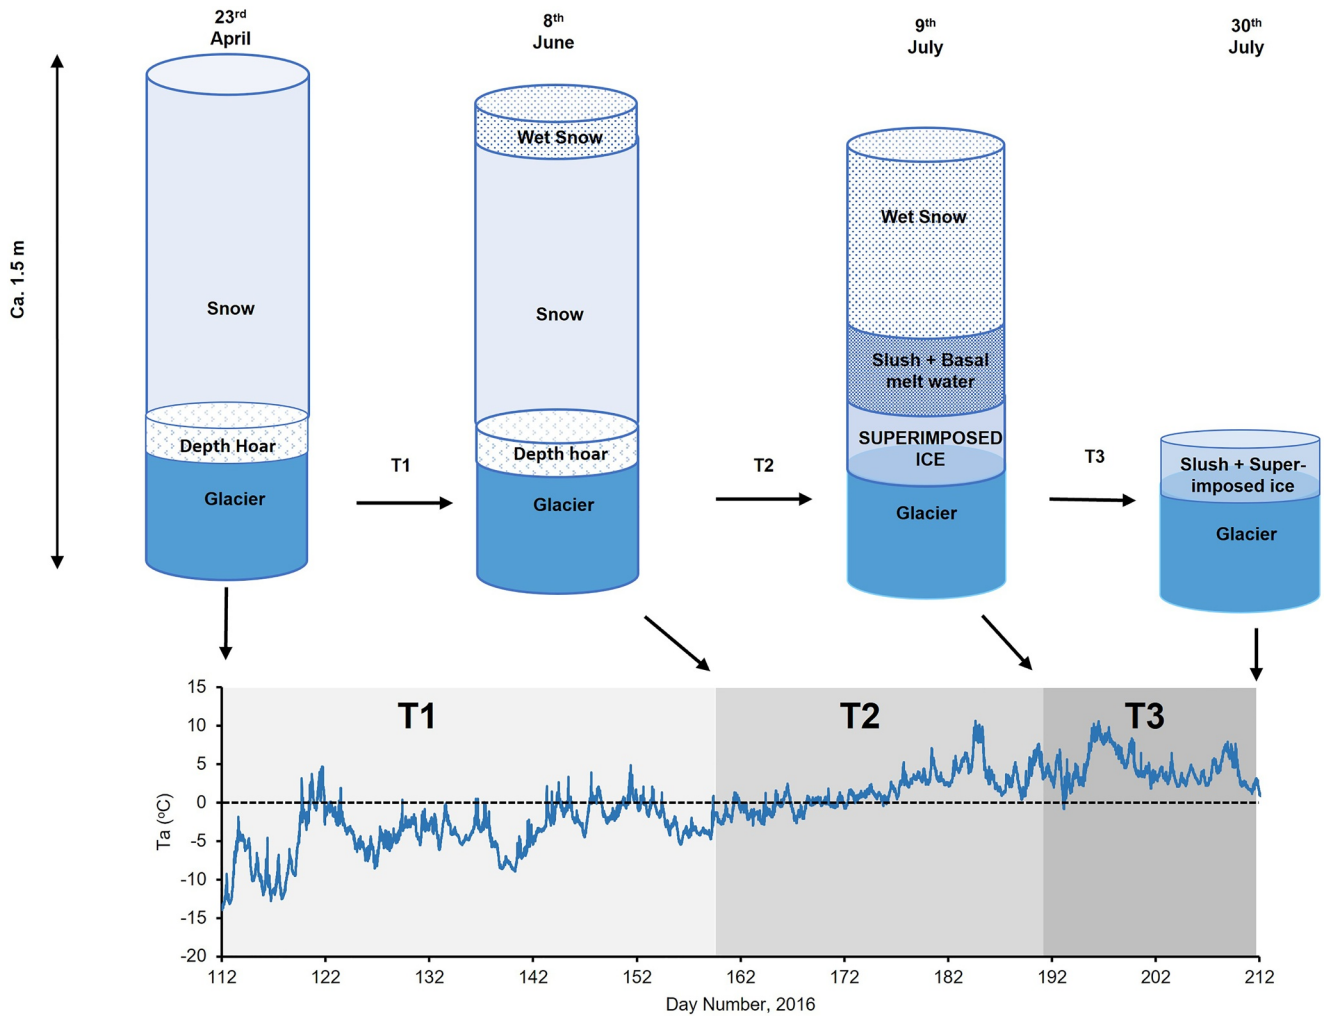 23rd
April
8th
June
9th
July
30th
July
Ca. 1.5 m
Snow
Depth Hoar
Glacier
T1
Wet Snow
Snow
Depth hoar
Glacier
T2
Wet Snow
Slush + Basal
melt water
SUPERIMPOSED
ICE
Glacier
T3
Slush + Super-
imposed ice
Glacier
T1
T2
T3
Ta (oC)
15
10
5
0
-5
-10
-15
-20
112 122 132 142 152 162 172 182 192 202 212
Day Number, 2016